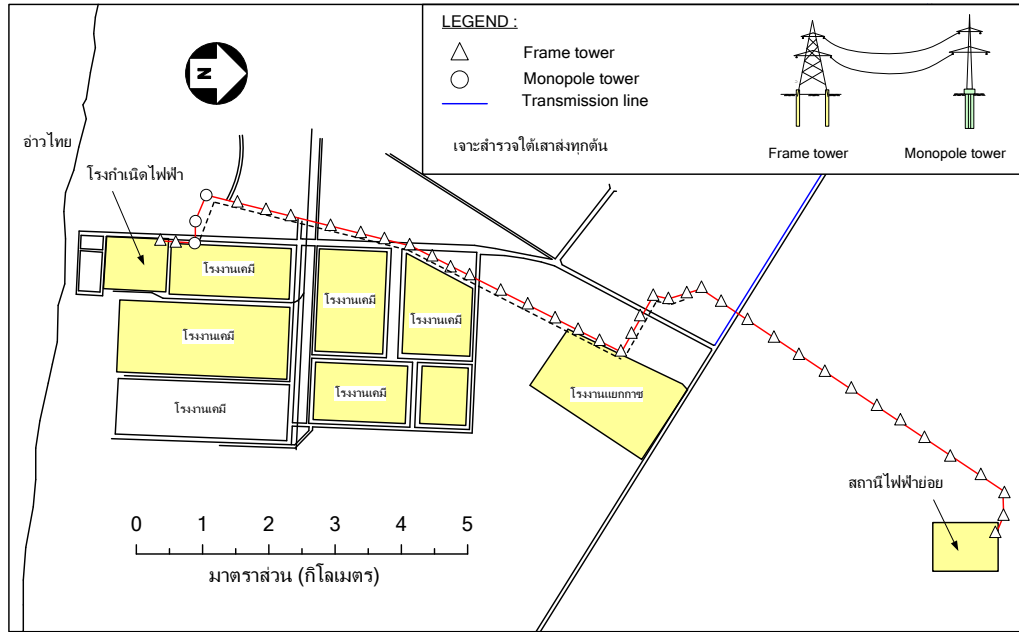 LEGEND :
Frame tower
Monopole tower
Transmission line
เจาะสำรวจใต้เสาส่งทุกต้น
Frame tower
Monopole tower
N
อ่าวไทย
โรงกำเนิดไฟฟ้า
โรงงานเคมี
โรงงานเคมี
โรงงานเคมี
โรงงานเคมี
โรงงานเคมี
โรงงานเคมี
โรงงานแยกกาซ
สถานีไฟฟ้าย่อย
0 1 2 3 4 5
มาตราส่วน (กิโลเมตร)